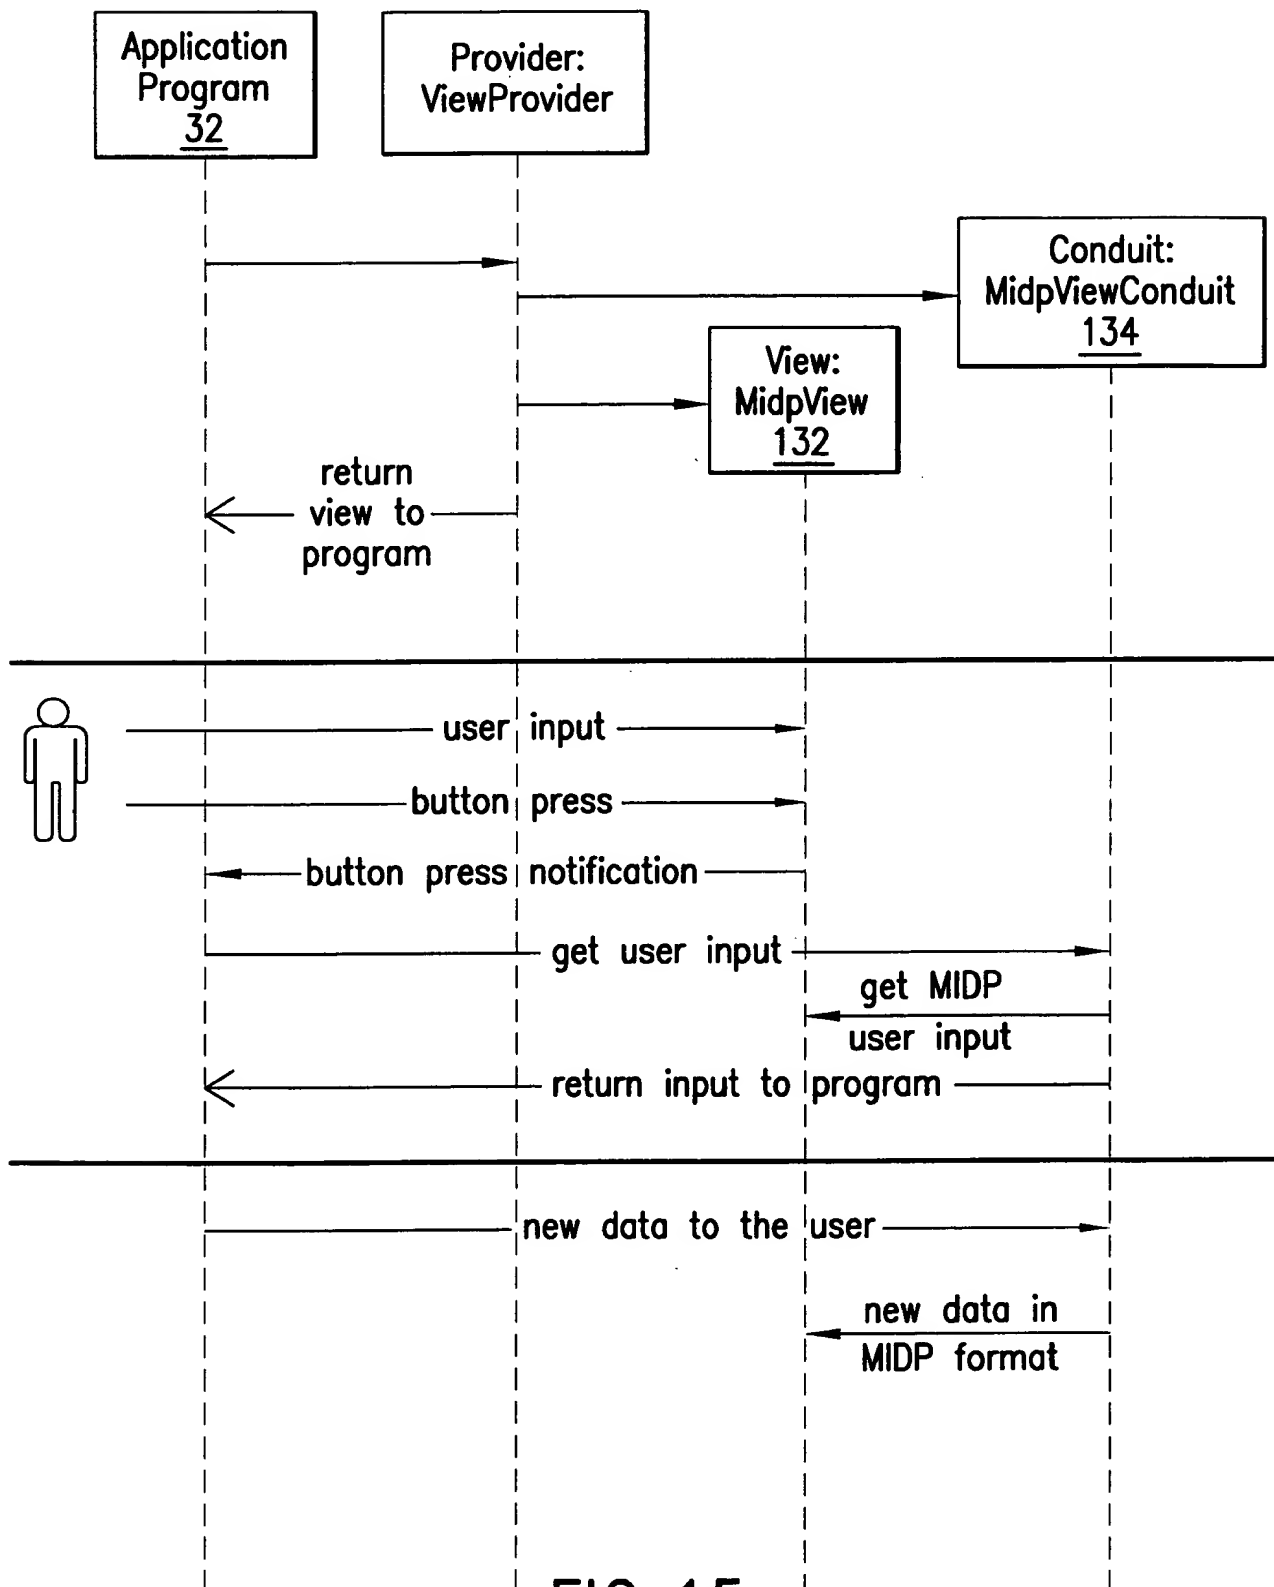 Application
Program
32
Provider:
ViewProvider
Conduit:
MidpViewConduit
134
View:
MidpView
132
return
view to
program
user input
button press
button press notification
get user input
get MIDP
user input
return input to program
new data to the user
new data in
MIDP format
FIG. 15